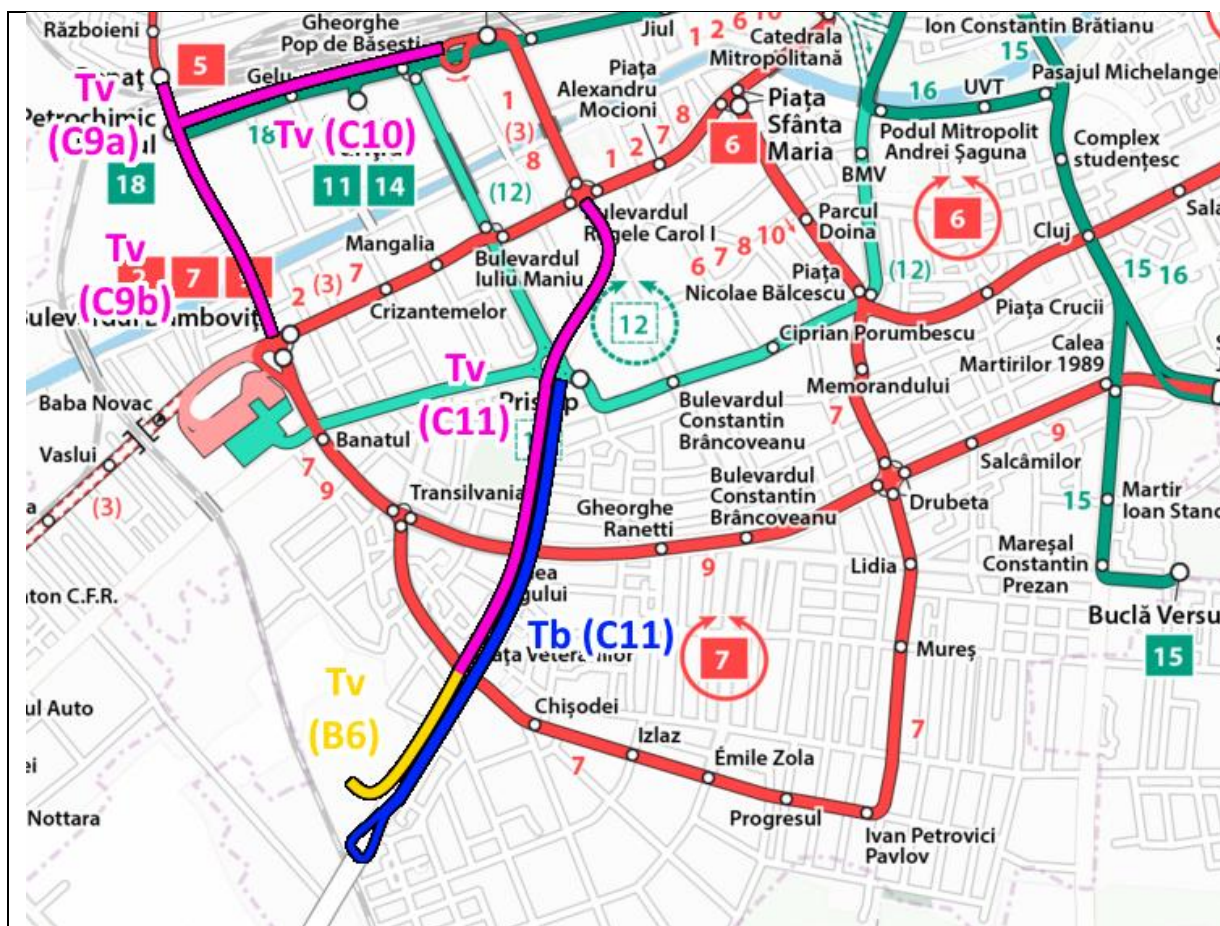 Războieni
Gheorghe
Pop de Băsești
5
Gelu
18
Jiul
1
2
6
10
Catedrala
Mitropolitană
Ion Constantin Brătianu
15
Pasajul Michelangelo
16
UVT
Podul Mitropolit
Andrei Șaguna
Complex
studențesc
Piața
Alexandru
Mocioni
1
2
7
8
Piața
Sfânta
Maria
6
BMV
Tv
(C9a)
Petrochimic
18
Tv (C10)
11
14
1
(3)
8
(12)
Mangalia
Bulevardul
Iuliu Maniu
Bulevardul
Regele Carol I
Parcul
Doina
6
7
8
10
6
Cluj
15
16
Tv
(C9b)
7
2
(3)
7
Crizantemelor
12
Piața
Nicolae Bălcescu
(12)
Ciprian Porumbescu
Piața Crucii
Calea
Martirilor 1989
Baba Novac
Vaslui
(3)
Banatul
7
9
Tv
(C11)
Memorandului
7
Bulevardul
Constantin
Brâncoveanu
Salcâmilor
9
Transilvania
Gheorghe
Ranetti
Bulevardul
Constantin
Brâncoveanu
Drubeta
15
Martir
Ioan Stanciu
9
Lidia
Mareșal
Constantin
Prezan
Buclă Versu
15
Tb (C11)
7
Mureș
Tv
(B6)
Chișodei
7
Izlaz
Émile Zola
Progresul
Ivan Petrovici
Pavlov
7
ton C.F.R.
ul Auto
ei
Nottara